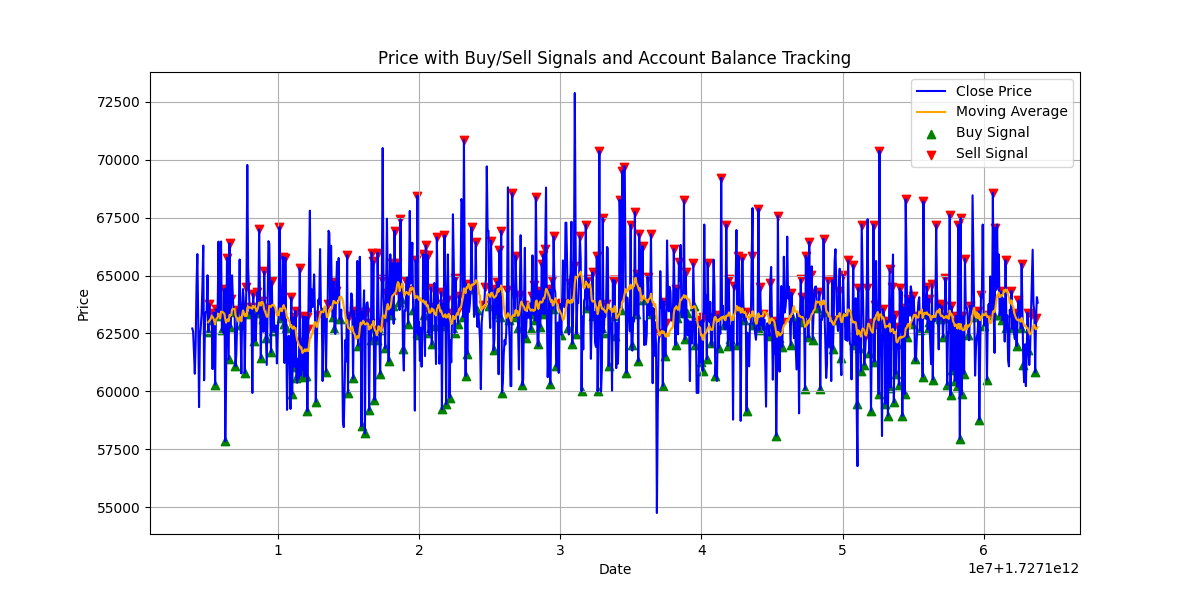 Price with Buy/Sell Signals and Account Balance Tracking
Close Price
Moving Average
Buy Signal
Sell Signal
72500
70000
67500
65000
62500
60000
57500
55000
Price
1 2 3 4 5 6
Date
1e7+1.7271e12